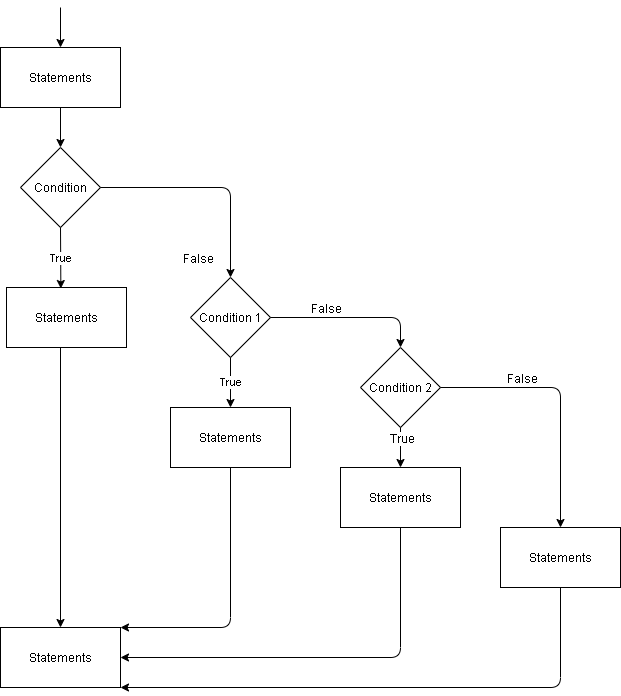 Statements
Condition
True
False
Statements
Condition 1
False
True
Condition 2
False
Statements
True
Statements
Statements
Statements